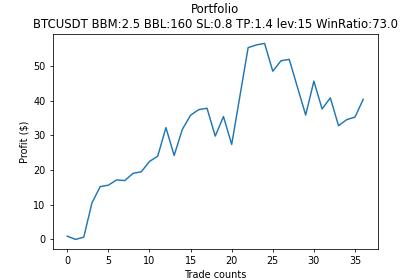 Portfolio
BTCUSDT BBM:2.5 BBL:160 SL:0.8 TP:1.4 lev:15 WinRatio:73.0
50
40
30
20
10
0
Profit ($)
0 5 10 15 20 25 30 35
Trade counts